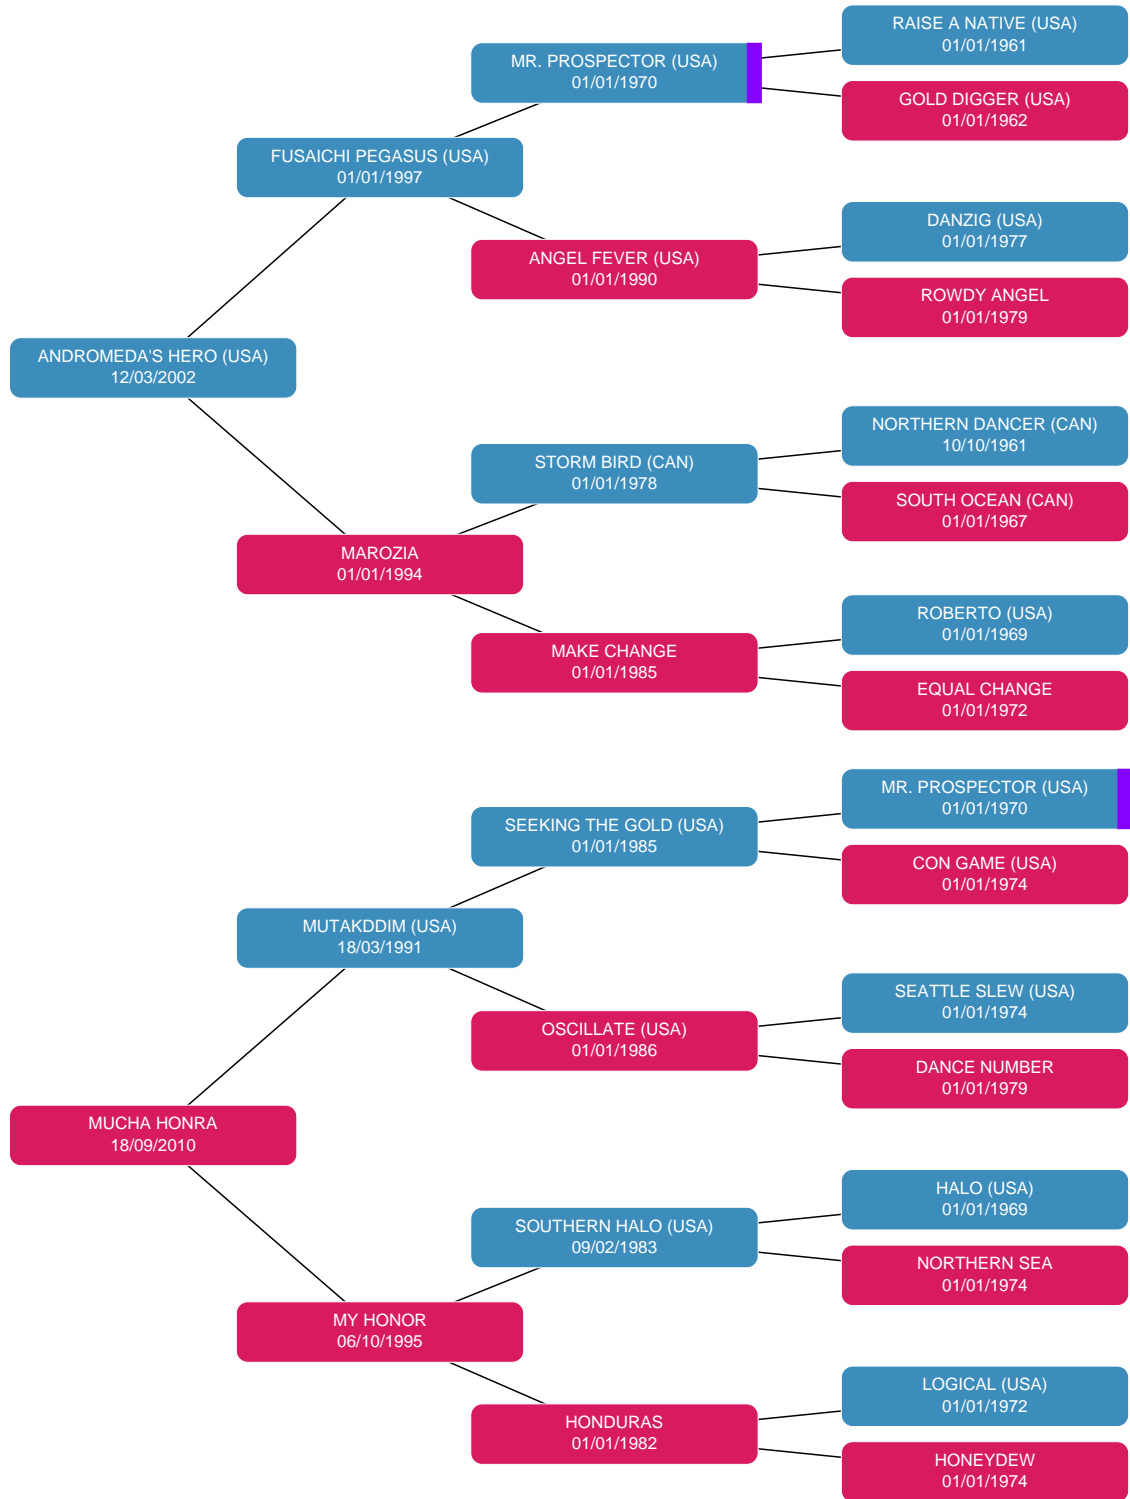 RAISE A NATIVE (USA)
01/01/1961
MR. PROSPECTOR (USA)
01/01/1970
GOLD DIGGER (USA)
01/01/1962
FUSAICHI PEGASUS (USA)
01/01/1997
DANZIG (USA)
01/01/1977
ANGEL FEVER (USA)
01/01/1990
ROWDY ANGEL
01/01/1979
ANDROMEDA'S HERO (USA)
12/03/2002
NORTHERN DANCER (CAN)
10/10/1961
STORM BIRD (CAN)
01/01/1978
SOUTH OCEAN (CAN)
01/01/1967
MAROZIA
01/01/1994
ROBERTO (USA)
01/01/1969
MAKE CHANGE
01/01/1985
EQUAL CHANGE
01/01/1972
MR. PROSPECTOR (USA)
01/01/1970
SEEKING THE GOLD (USA)
01/01/1985
CON GAME (USA)
01/01/1974
MUTAKDDIM (USA)
18/03/1991
SEATTLE SLEW (USA)
01/01/1974
OSCILLATE (USA)
01/01/1986
DANCE NUMBER
01/01/1979
MUCHA HONRA
18/09/2010
HALO (USA)
01/01/1969
SOUTHERN HALO (USA)
09/02/1983
NORTHERN SEA
01/01/1974
MY HONOR
06/10/1995
LOGICAL (USA)
01/01/1972
HONDURAS
01/01/1982
HONEYDEW
01/01/1974